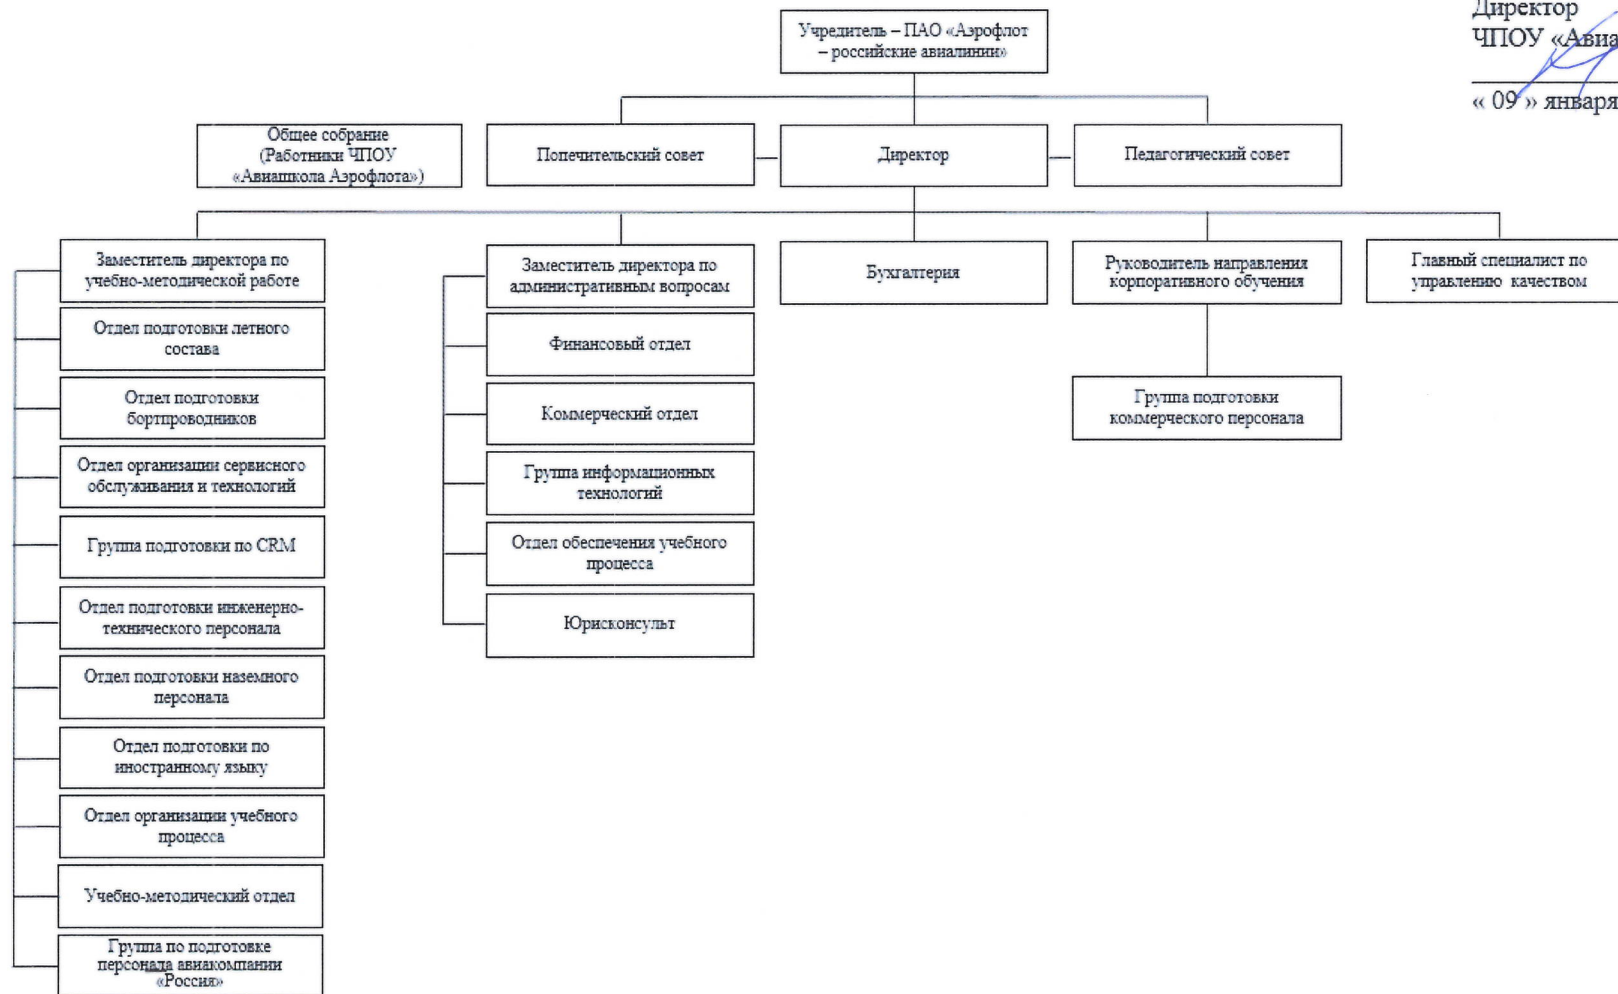 Директор
ЧПОУ «Авиа
« 09 » января
Учредитель – ПАО «Аэрофлот
– российские авиалинии»
Общее собрание
(Работники ЧПОУ
«Авиашкола Аэрофлота»)
Попечительский совет
Директор
Педагогический совет
Заместитель директора по
учебно-методической работе
Отдел подготовки летного
состава
Отдел подготовки
бортпроводников
Отдел организации сервисного
обслуживания и технологий
Группа подготовки по CRM
Отдел подготовки инженерно-
технического персонала
Отдел подготовки наземного
персонала
Отдел подготовки по
иностранному языку
Отдел организации учебного
процесса
Учебно-методический отдел
Группа по подготовке
персонала авиакомпании
«Россия»
Заместитель директора по
административным вопросам
Финансовый отдел
Коммерческий отдел
Группа информационных
технологий
Отдел обеспечения учебного
процесса
Юрисконсульт
Бухгалтерия
Руководитель направления
корпоративного обучения
Группа подготовки
коммерческого персонала
Главный специалист по
управлению качеством